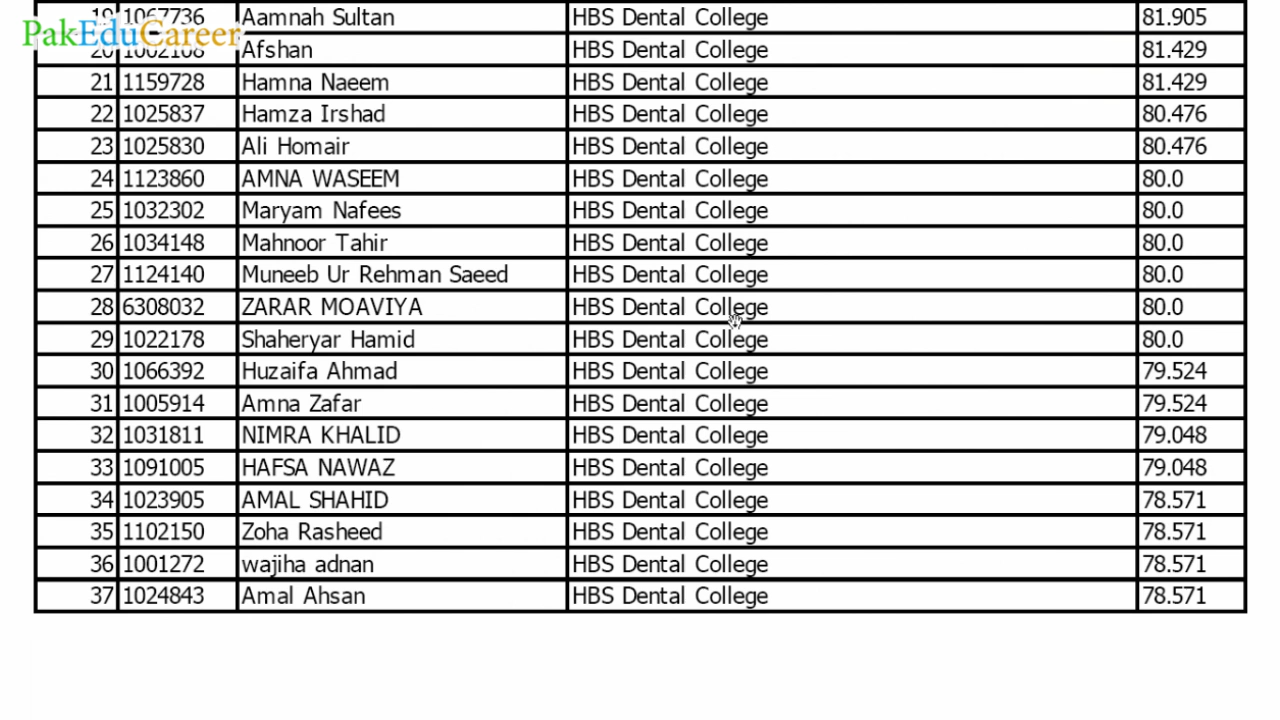 19 1067736 Aamnah Sultan HBS Dental College 81.905
PakEduCareer
20 1002108 Afshan HBS Dental College 81.429
21 1159728 Hamna Naeem HBS Dental College 81.429
22 1025837 Hamza Irshad HBS Dental College 80.476
23 1025830 Ali Homair HBS Dental College 80.476
24 1123860 AMNA WASEEM HBS Dental College 80.0
25 1032302 Maryam Nafees HBS Dental College 80.0
26 1034148 Mahnoor Tahir HBS Dental College 80.0
27 1124140 Muneeb Ur Rehman Saeed HBS Dental College 80.0
28 6308032 ZARAR MOAVIYA HBS Dental College 80.0
29 1022178 Shaheryar Hamid HBS Dental College 80.0
30 1066392 Huzaifa Ahmad HBS Dental College 79.524
31 1005914 Amna Zafar HBS Dental College 79.524
32 1031811 NIMRA KHALID HBS Dental College 79.048
33 1091005 HAFSA NAWAZ HBS Dental College 79.048
34 1023905 AMAL SHAHID HBS Dental College 78.571
35 1102150 Zoha Rasheed HBS Dental College 78.571
36 1001272 wajiha adnan HBS Dental College 78.571
37 1024843 Amal Ahsan HBS Dental College 78.571